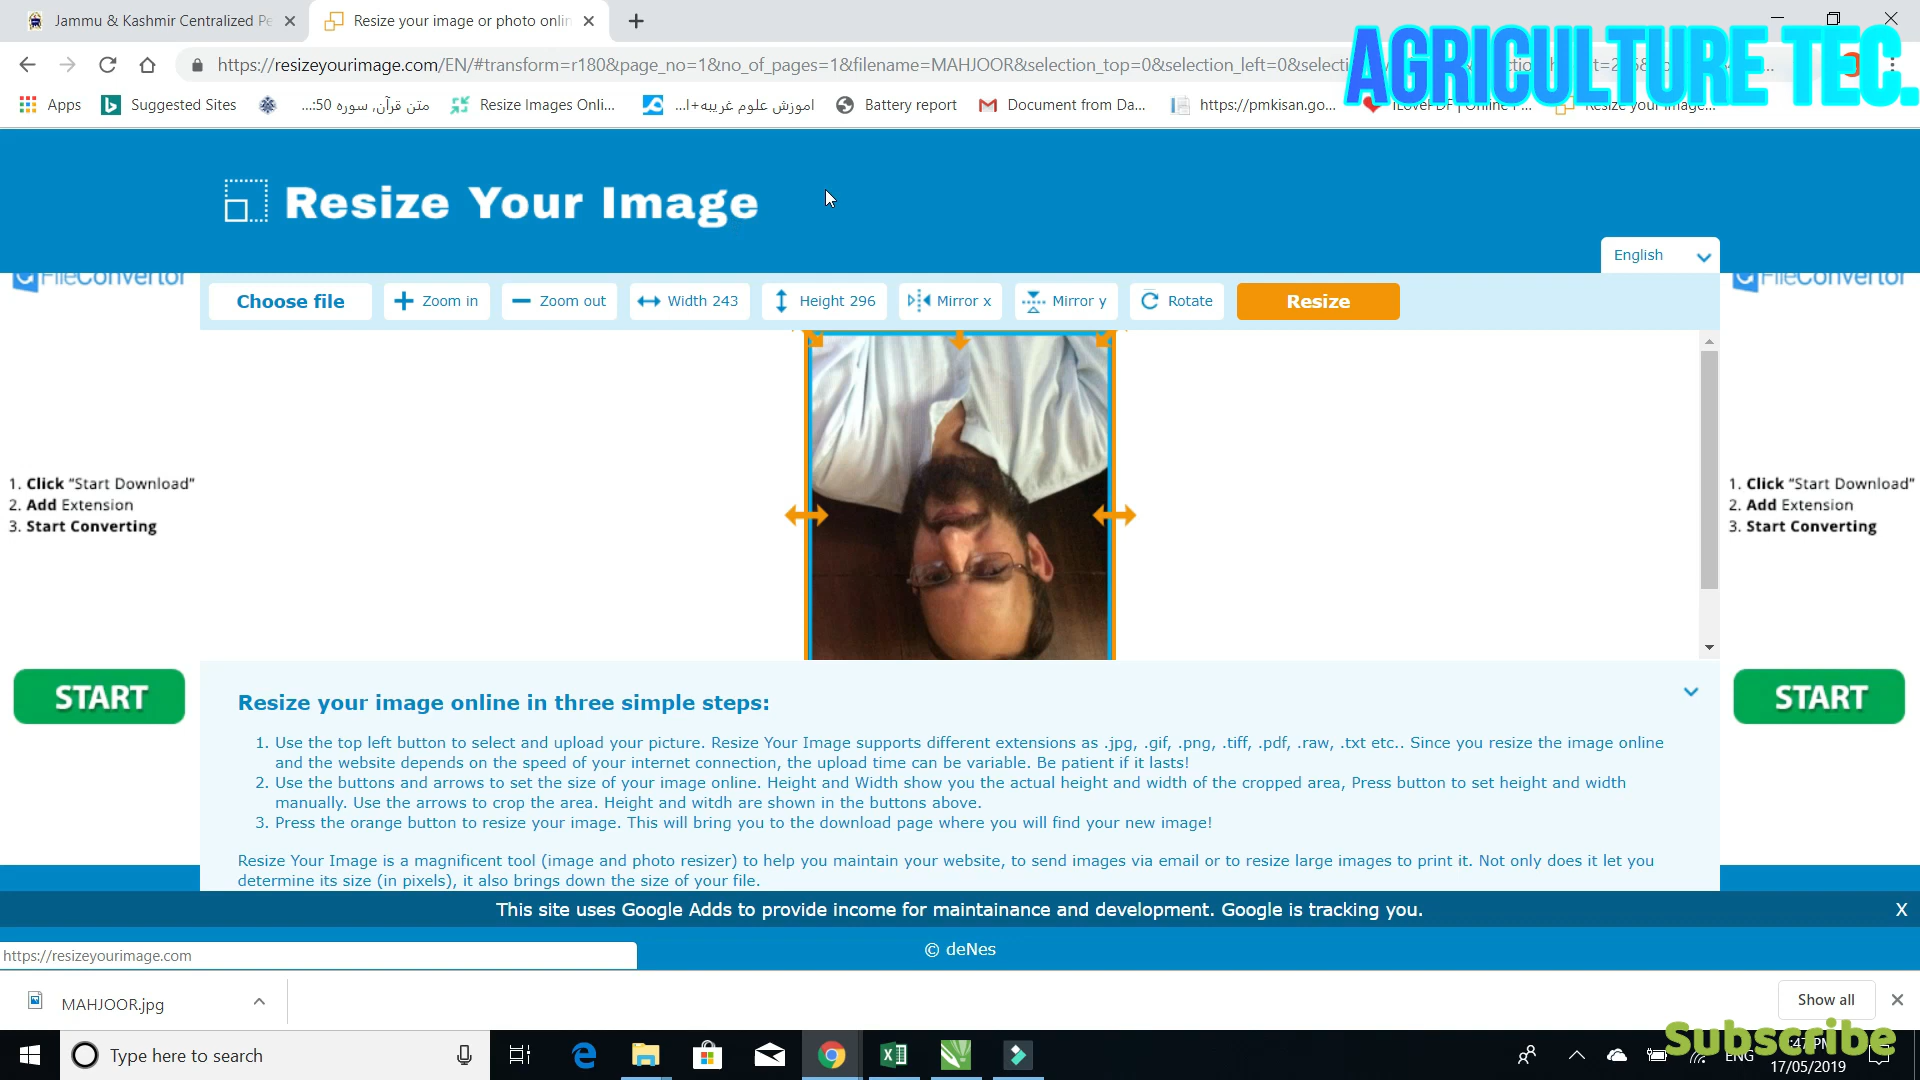 Jammu & Kashmir Centralized Pe
Resize your image or photo onlin
AGRICULTURE TEC.
https://resizeyourimage.com/EN/#transform=r180&page_no=1&no_of_pages=1&filename=MAHJOOR&selection_top=0&selection_left=0&selecti
Apps
Suggested Sites
متن قرآن, سوره 50:...
Resize Images Onli...
آموزش علوم غریبه+ا...
Battery report
Document from Da...
https://pmkisan.go...
Resize Your Image
English
FileConvertor
FileConvertor
Choose file
Zoom in
Zoom out
Width 243
Height 296
Mirror x
Mirror y
Rotate
Resize
1. Click "Start Download"
2. Add Extension
3. Start Converting
1. Click "Start Download"
2. Add Extension
3. Start Converting
START
START
Resize your image online in three simple steps:
1. Use the top left button to select and upload your picture. Resize Your Image supports different extensions as .jpg, .gif, .png, .tiff, .pdf, .raw, .txt etc.. Since you resize the image online
and the website depends on the speed of your internet connection, the upload time can be variable. Be patient if it lasts!
2. Use the buttons and arrows to set the size of your image online. Height and Width show you the actual height and width of the cropped area, Press button to set height and width
manually. Use the arrows to crop the area. Height and witdh are shown in the buttons above.
3. Press the orange button to resize your image. This will bring you to the download page where you will find your new image!
Resize Your Image is a magnificent tool (image and photo resizer) to help you maintain your website, to send images via email or to resize large images to print it. Not only does it let you
determine its size (in pixels), it also brings down the size of your file.
This site uses Google Adds to provide income for maintainance and development. Google is tracking you.
X
© deNes
https://resizeyourimage.com
MAHJOOR.jpg
Show all
Subscribe
Type here to search
ENG
17/05/2019